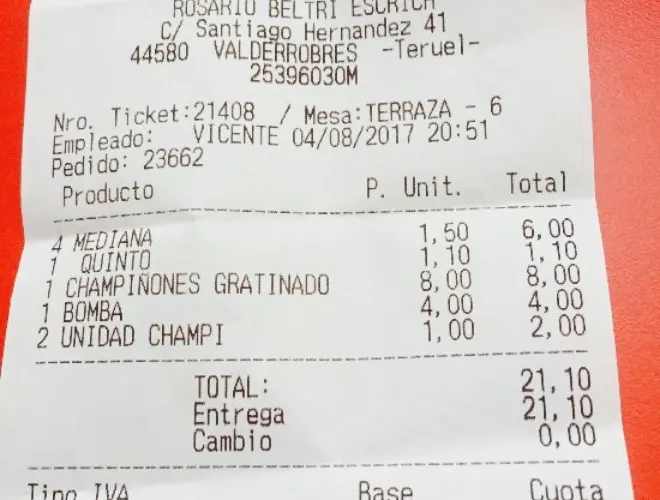 ROSARIO BELTRI ESCRICH
C/ Santiago Hernandez 41
44580 VALDERROBRES -Teruel-
25396030M
Nro. Ticket:21408 / Mesa:TERRAZA - 6
Empleado: VICENTE 04/08/2017 20:51
Pedido: 23662
Producto P. Unit. Total
4 MEDIANA 1,50 6,00
1 QUINTO 1,10 1,10
1 CHAMPIÑONES GRATINADO 8,00 8,00
1 BOMBA 4,00 4,00
2 UNIDAD CHAMPI 1,00 2,00
TOTAL: 21,10
Entrega 21,10
Cambio 0,00
Tipo IVA Base Cuota